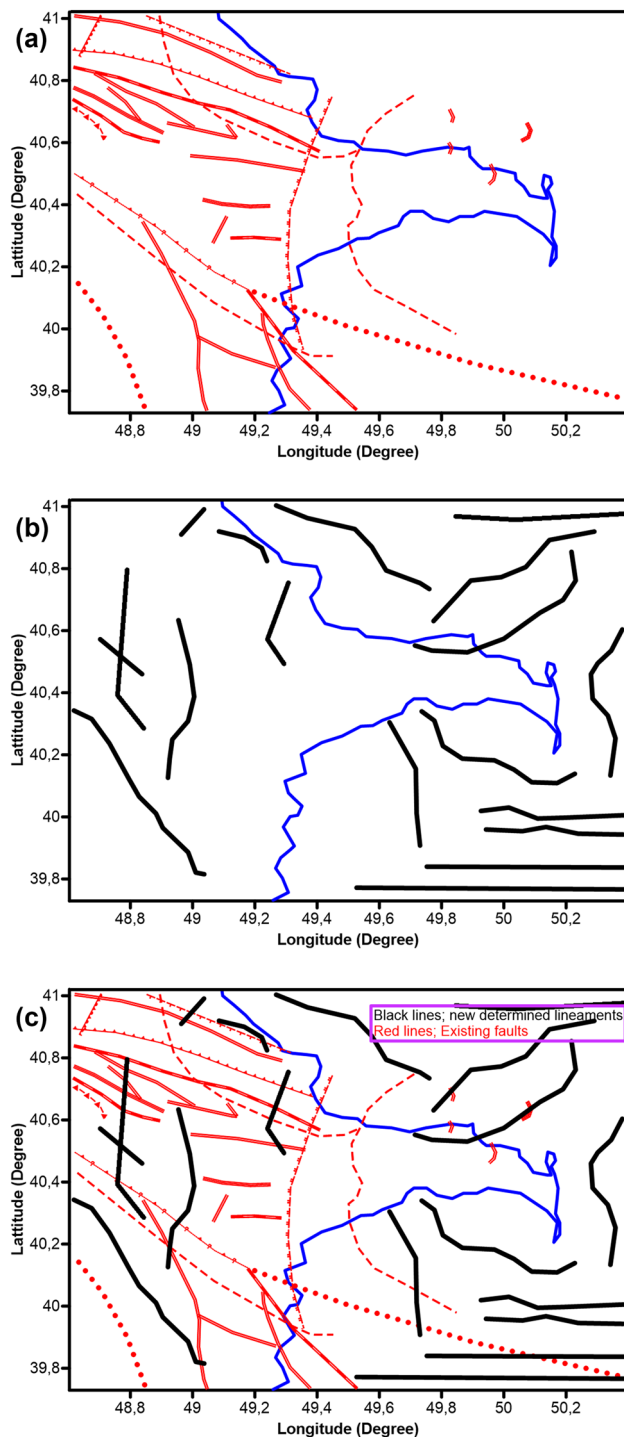 (a)
41
40,8
40,6
40,4
40,2
40
39,8
Lattitude (Degree)
48,8 49 49,2 49,4 49,6 49,8 50 50,2
Longitude (Degree)
(b)
41
40,8
40,6
40,4
40,2
40
39,8
Lattitude (Degree)
48,8 49 49,2 49,4 49,6 49,8 50 50,2
Longitude (Degree)
(c)
Black lines; new determined lineaments
Red lines; Existing faults
41
40,8
40,6
40,4
40,2
40
39,8
Lattitude (Degree)
48,8 49 49,2 49,4 49,6 49,8 50 50,2
Longitude (Degree)